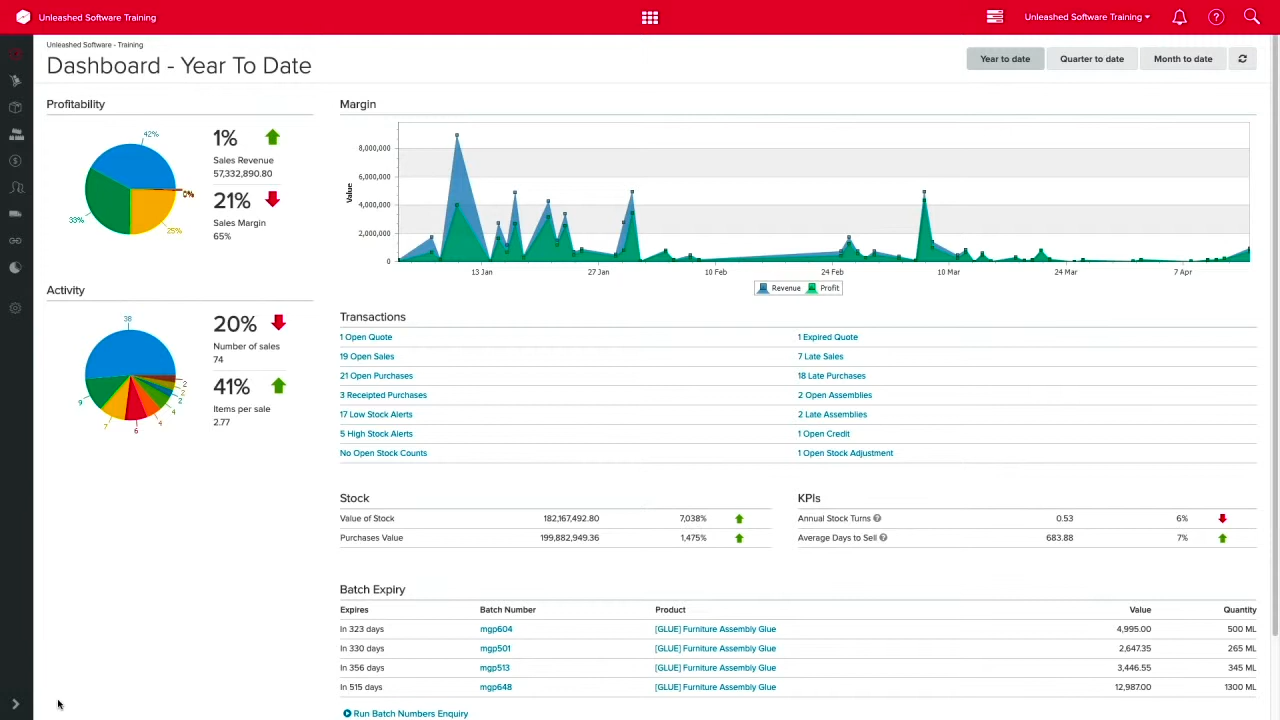 Unleashed Software Training
Unleashed Software Training
?
Unleashed Software - Training
Dashboard - Year To Date
Year to date
Quarter to date
Month to date
Profitability
42%
0%
33%
25%
1%
Sales Revenue
57,332,890.80
21%
Sales Margin
65%
Margin
Value
8,000,000
6,000,000
4,000,000
2,000,000
0
13 Jan
27 Jan
10 Feb
24 Feb
10 Mar
24 Mar
7 Apr
Revenue
Profit
Activity
38
2
2
2
4
4
6
7
9
20%
Number of sales
74
41%
Items per sale
2.77
Transactions
1 Open Quote
1 Expired Quote
19 Open Sales
7 Late Sales
21 Open Purchases
18 Late Purchases
3 Receipted Purchases
2 Open Assemblies
17 Low Stock Alerts
2 Late Assemblies
5 High Stock Alerts
1 Open Credit
No Open Stock Counts
1 Open Stock Adjustment
Stock
Value of Stock 182,167,492.80 7,038%
Purchases Value 199,882,949.36 1,475%
KPIs
Annual Stock Turns ? 0.53 6%
Average Days to Sell ? 683.88 7%
Batch Expiry
Expires Batch Number Product Value Quantity
In 323 days mgp604 [GLUE] Furniture Assembly Glue 4,995.00 500 ML
In 330 days mgp501 [GLUE] Furniture Assembly Glue 2,647.35 265 ML
In 356 days mgp513 [GLUE] Furniture Assembly Glue 3,446.55 345 ML
In 515 days mgp648 [GLUE] Furniture Assembly Glue 12,987.00 1300 ML
Run Batch Numbers Enquiry